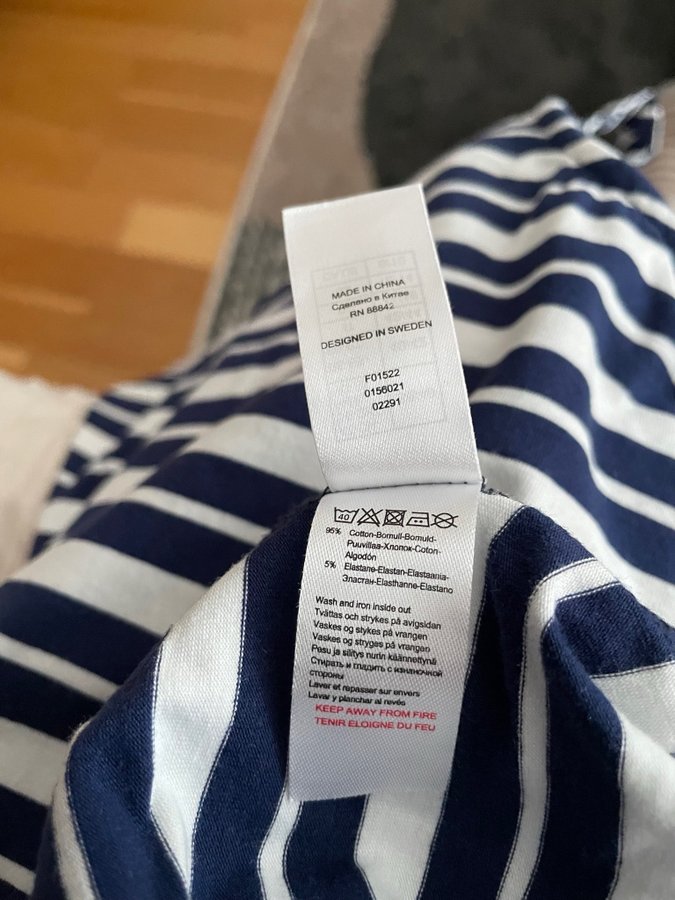 MADE IN CHINA
Сделано в Китае
RN 88842
DESIGNED IN SWEDEN
F01522
0156021
02291
40
95% Cotton-Bomull-Bomuld-
Puuvillaa-Хлопок-Coton-
Algodón
5% Elastane-Elastan-Elastaania-
Эластан-Elasthanne-Elastano
Wash and iron inside out
Tvättas och strykes på avigsidan
Vaskes og stykes på vrangen
Vaskes og stryges på vrangen
Pesu ja silitys nurin käännettynä
Стирать и гладить с изнаночной
стороны
Laver et repasser sur envers
Lavar y planchar al revés
KEEP AWAY FROM FIRE
TENIR ÉLOIGNE DU FEU